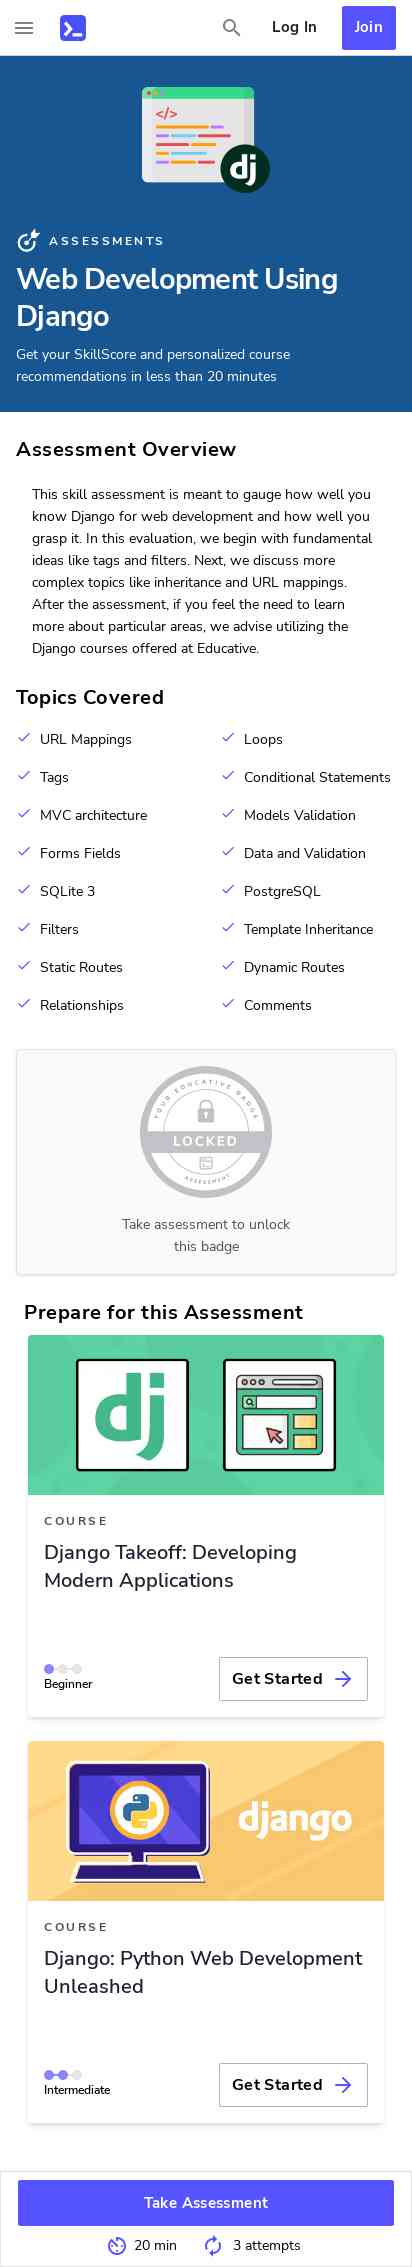 Log In
Join
</>
dj
ASSESSMENTS
Web Development Using
Django
Get your SkillScore and personalized course
recommendations in less than 20 minutes
Assessment Overview
This skill assessment is meant to gauge how well you
know Django for web development and how well you
grasp it. In this evaluation, we begin with fundamental
ideas like tags and filters. Next, we discuss more
complex topics like inheritance and URL mappings.
After the assessment, if you feel the need to learn
more about particular areas, we advise utilizing the
Django courses offered at Educative.
Topics Covered
URL Mappings
Loops
Tags
Conditional Statements
MVC architecture
Models Validation
Forms Fields
Data and Validation
SQLite 3
PostgreSQL
Filters
Template Inheritance
Static Routes
Dynamic Routes
Relationships
Comments
YOUR EDUCATIVE BADGE
LOCKED
ASSESSMENT
Take assessment to unlock
this badge
Prepare for this Assessment
dj
COURSE
Django Takeoff: Developing
Modern Applications
Beginner
Get Started
django
COURSE
Django: Python Web Development
Unleashed
Intermediate
Get Started
Take Assessment
20 min
3 attempts